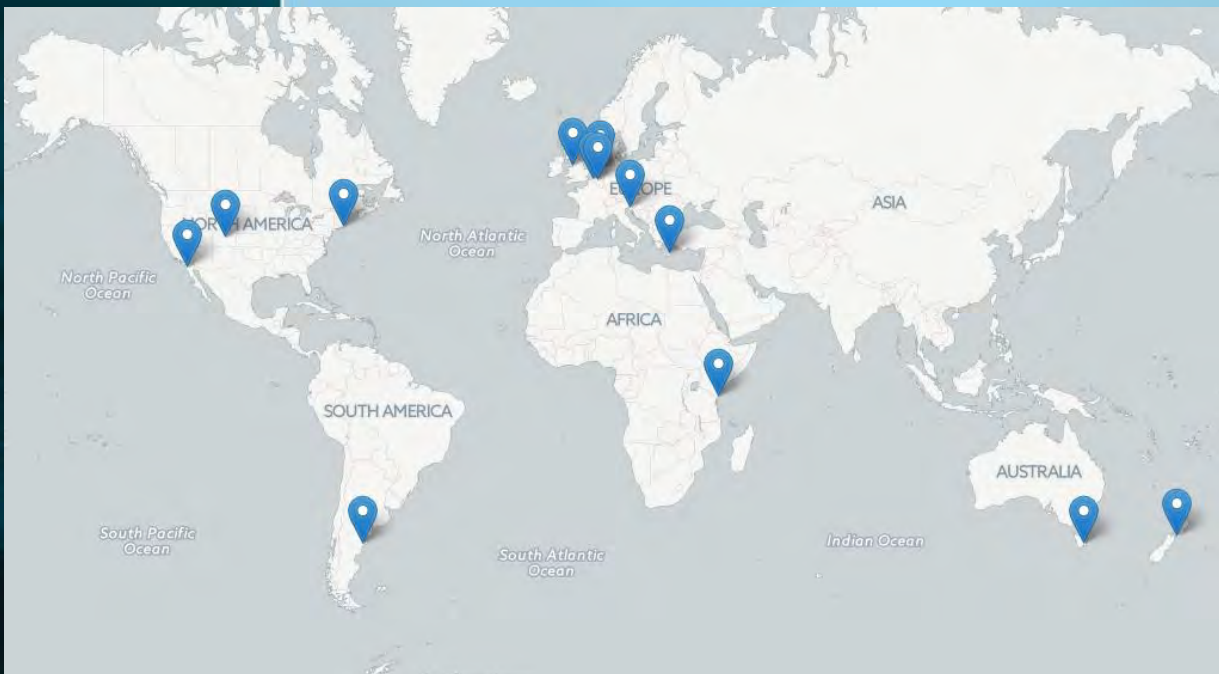 EUROPE
ASIA
NORTH AMERICA
North Atlantic
Ocean
North Pacific
Ocean
AFRICA
SOUTH AMERICA
AUSTRALIA
South Pacific
Ocean
South Atlantic
Ocean
Indian Ocean